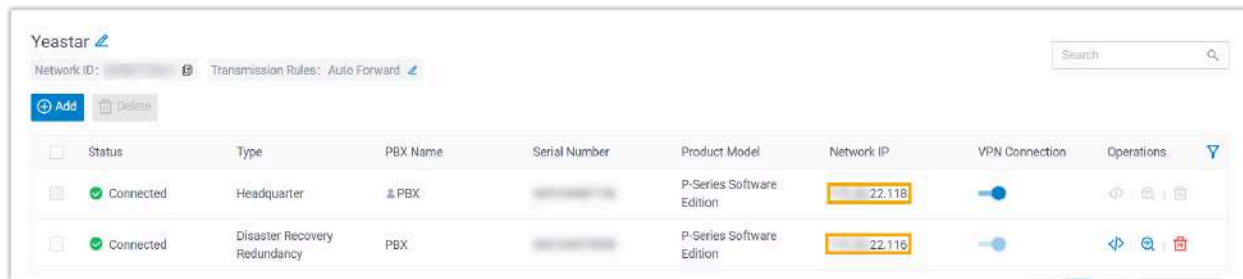 Yeastar
Search
Network ID:
Transmission Rules: Auto Forward
Add
Delete
Status Type PBX Name Serial Number Product Model Network IP VPN Connection Operations
Connected Headquarter PBX P-Series Software Edition 22.118
Connected Disaster Recovery Redundancy PBX P-Series Software Edition 22.116